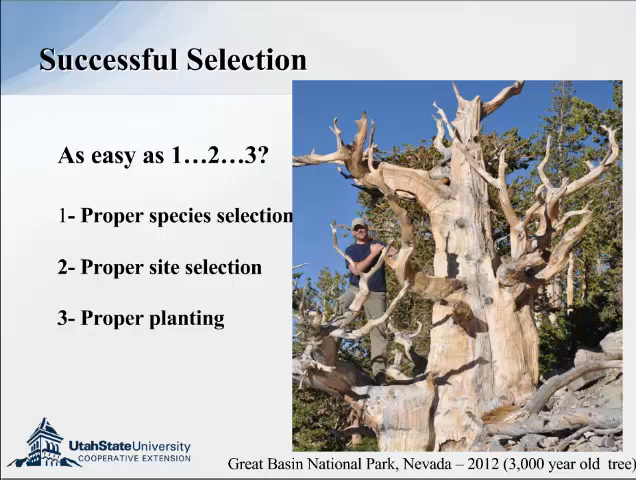 Successful Selection
As easy as 1…2…3?
1- Proper species selection
2- Proper site selection
3- Proper planting
UtahStateUniversity
COOPERATIVE EXTENSION
Great Basin National Park, Nevada – 2012 (3,000 year old  tree)